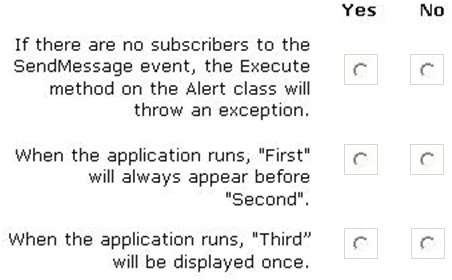 Yes No
If there are no subscribers to the
SendMessage event, the Execute
method on the Alert class will
throw an exception.
When the application runs, "First"
will always appear before
"Second".
When the application runs, "Third”
will be displayed once.